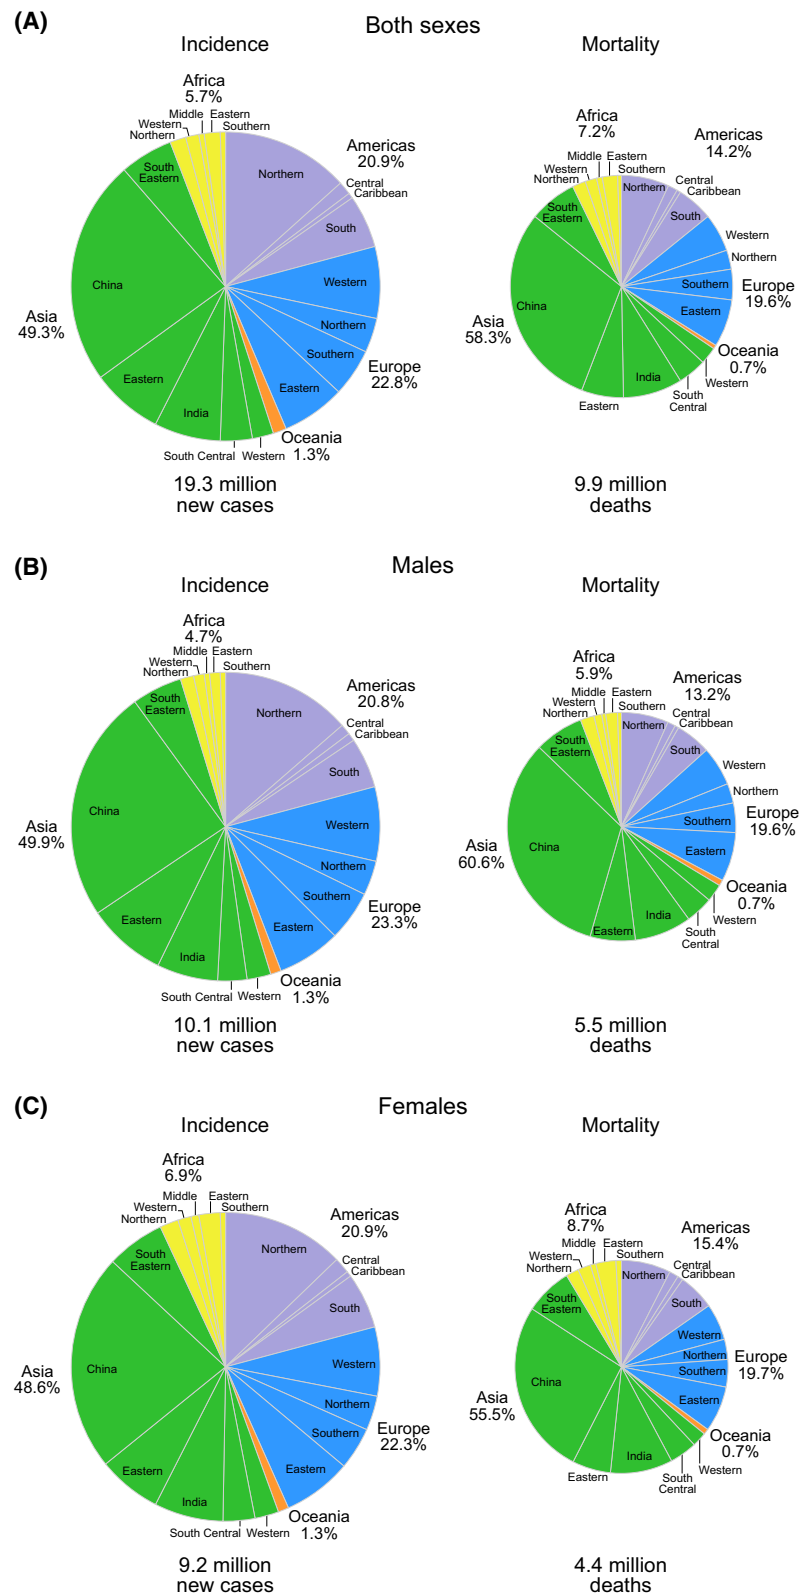 (A)
Both sexes
Incidence
Africa
5.7%
Middle
Eastern
Western
Southern
Northern
Americas
20.9%
Northern
Central
Caribbean
South
Eastern
South
China
Western
Northern
Asia
49.3%
Southern
Europe
22.8%
Eastern
Eastern
India
Oceania
1.3%
South Central
Western
19.3 million
new cases
Mortality
Africa
7.2%
Middle
Eastern
Western
Southern
Northern
Americas
14.2%
Northern
Central
Caribbean
South
Eastern
South
Western
Northern
China
Southern
Europe
19.6%
Asia
58.3%
Eastern
Oceania
0.7%
Western
India
South
Central
Eastern
9.9 million
deaths
(B)
Males
Incidence
Africa
4.7%
Middle
Eastern
Western
Southern
Northern
Americas
20.8%
South
Eastern
Northern
Central
Caribbean
South
China
Asia
49.9%
Western
Northern
Southern
Europe
23.3%
Eastern
Eastern
India
Oceania
1.3%
South Central
Western
10.1 million
new cases
Mortality
Africa
5.9%
Middle
Eastern
Western
Southern
Northern
Americas
13.2%
Northern
Central
Caribbean
South
Eastern
South
Western
Northern
Southern
Europe
19.6%
Asia
60.6%
China
Eastern
Oceania
0.7%
Western
India
South
Central
Eastern
5.5 million
deaths
(C)
Females
Incidence
Africa
6.9%
Middle
Eastern
Western
Southern
Northern
Americas
20.9%
South
Eastern
Northern
Central
Caribbean
South
China
Asia
48.6%
Western
Northern
Southern
Europe
22.3%
Eastern
Eastern
India
Oceania
1.3%
South Central
Western
9.2 million
new cases
Mortality
Africa
8.7%
Middle
Eastern
Western
Southern
Northern
Americas
15.4%
Northern
Central
Caribbean
South
Eastern
South
Western
Northern
Southern
Europe
19.7%
China
Asia
55.5%
Eastern
Oceania
0.7%
Western
India
South
Central
Eastern
4.4 million
deaths